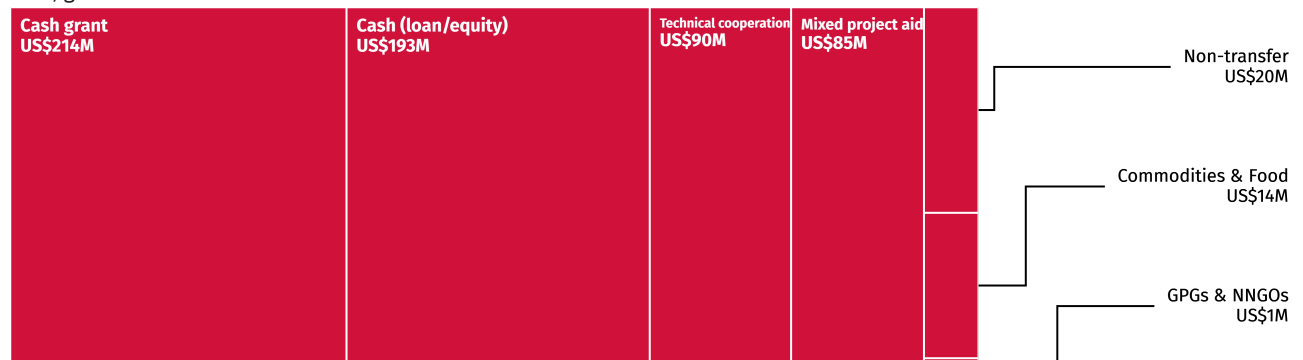 Cash grant
US$214M
Cash (loan/equity)
US$193M
Technical cooperation
US$90M
Mixed project aid
US$85M
Non-transfer
US$20M
Commodities & Food
US$14M
GPGs & NNGOs
US$1M